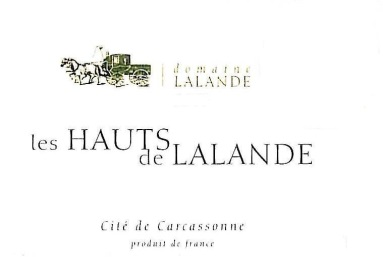 domaine
LALANDE
les HAUTS
de LALANDE
Cité de Carcassonne
produit de france